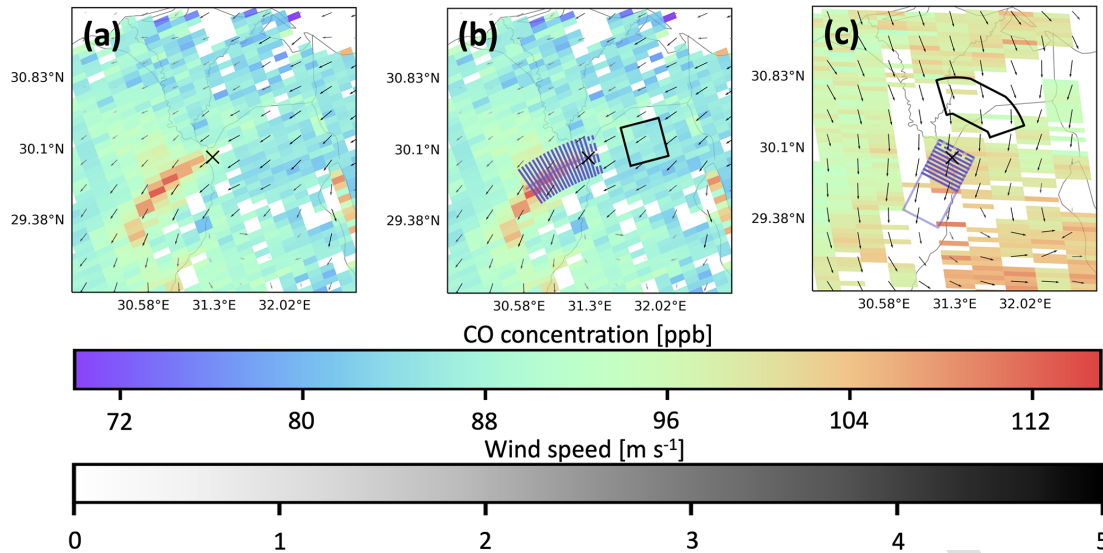 (a) (b) (c)
30.83°N 30.83°N 30.83°N
30.1°N 30.1°N 30.1°N
29.38°N 29.38°N 29.38°N
30.58°E 31.3°E 32.02°E 30.58°E 31.3°E 32.02°E 30.58°E 31.3°E 32.02°E
CO concentration [ppb]
72 80 88 96 104 112
Wind speed [m s⁻¹]
0 1 2 3 4 5